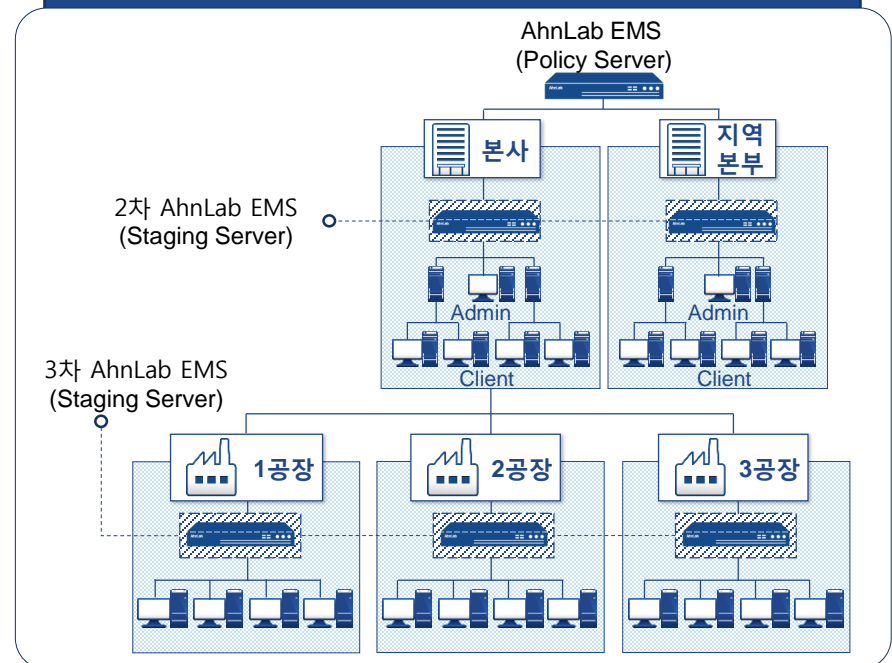 AhnLab EMS
(Policy Server)
본사
지역
본부
2차 AhnLab EMS
(Staging Server)
Admin
Admin
Client
Client
3차 AhnLab EMS
(Staging Server)
1공장
2공장
3공장